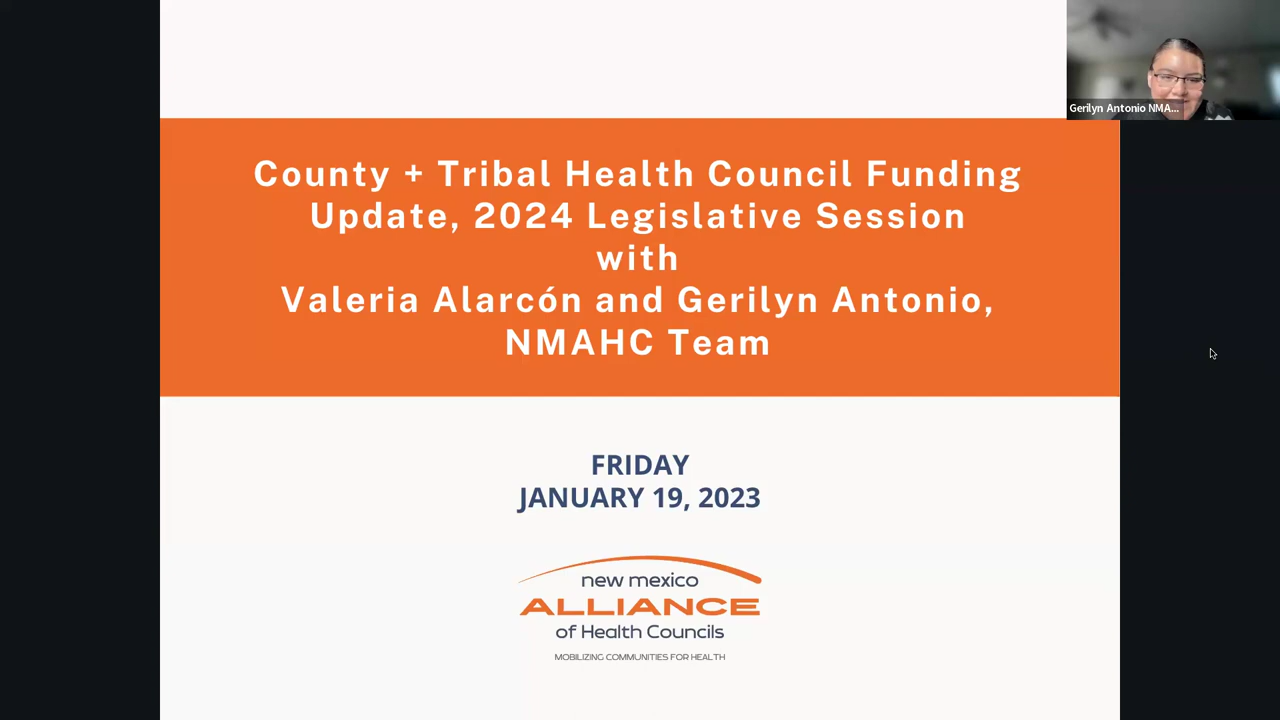 Gerilyn Antonio NMA...
County + Tribal Health Council Funding
Update, 2024 Legislative Session
with
Valeria Alarcón and Gerilyn Antonio,
NMAHC Team
FRIDAY
JANUARY 19, 2023
new mexico
ALLIANCE
of Health Councils
MOBILIZING COMMUNITIES FOR HEALTH